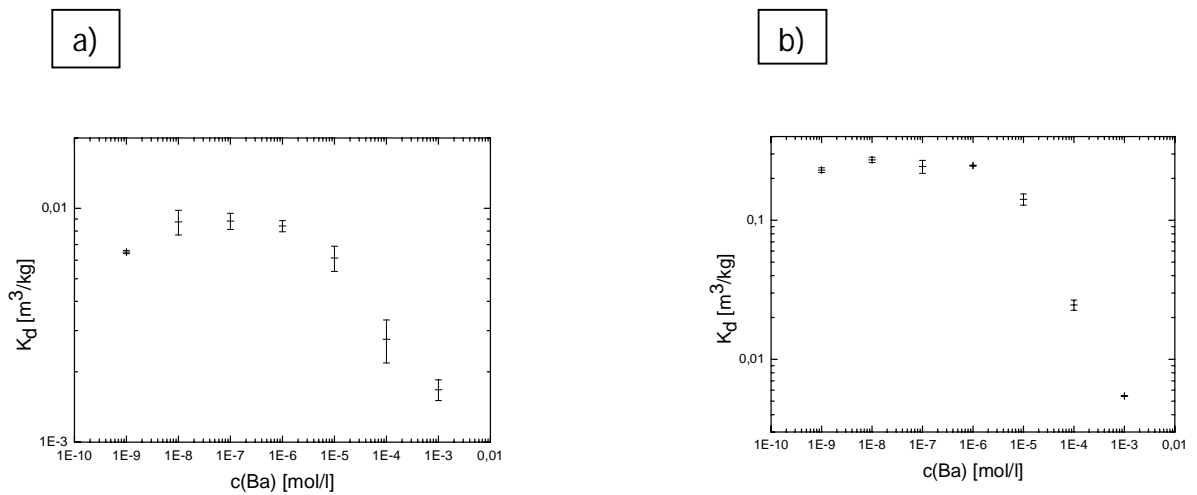 a)
0,01
1E-3
K_d [m³/kg]
1E-10 1E-9 1E-8 1E-7 1E-6 1E-5 1E-4 1E-3 0,01
c(Ba) [mol/l]
b)
0,1
0,01
K_d [m³/kg]
1E-10 1E-9 1E-8 1E-7 1E-6 1E-5 1E-4 1E-3 0,01
c(Ba) [mol/l]